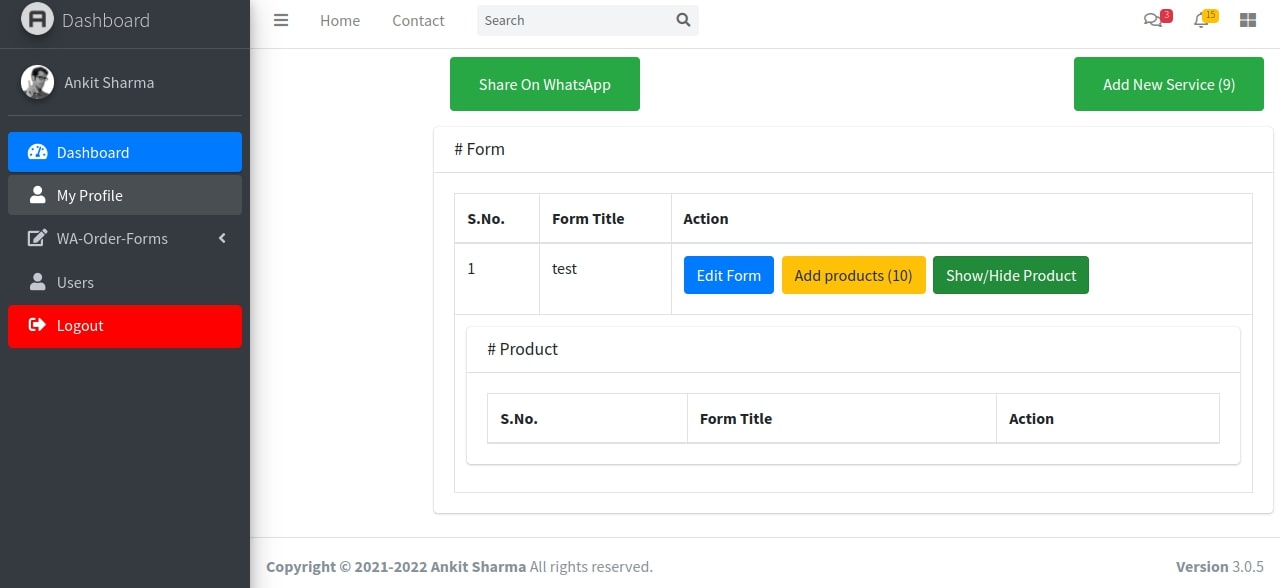 Dashboard
Home
Contact
Search
3
15
Ankit Sharma
Dashboard
My Profile
WA-Order-Forms
Users
Logout
Share On WhatsApp
Add New Service (9)
# Form
S.No. Form Title Action
1 test Edit Form Add products (10) Show/Hide Product
# Product
S.No. Form Title Action
Copyright © 2021-2022 Ankit Sharma All rights reserved.
Version 3.0.5